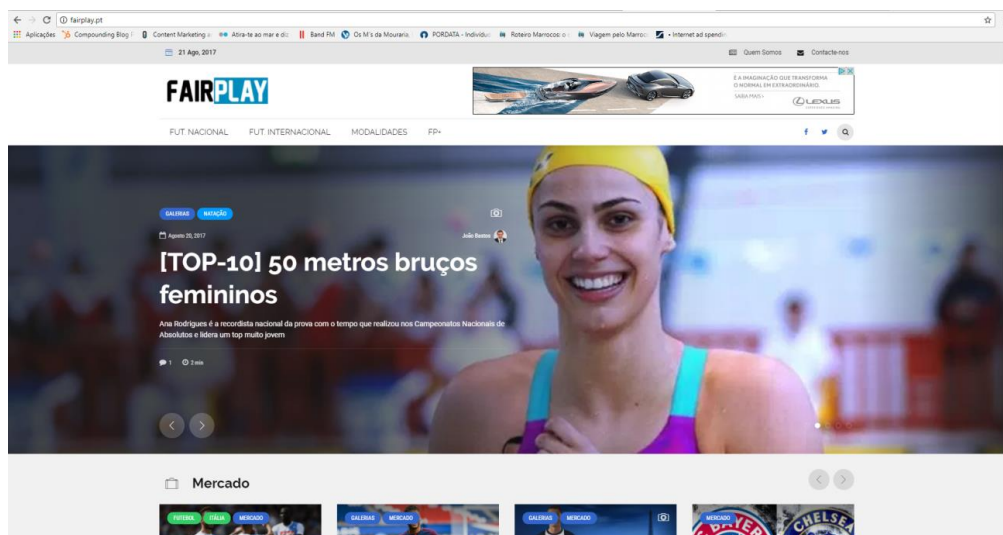 fairplay.pt
Aplicações Compounding Blog Content Marketing Atira-te ao mar e diz Band FM Os M's da Mouraria PORDATA - Indivíduo Roteiro Marrocos: o Viagem pelo Marroc Internet ad spendin
21 Ago, 2017 Quem Somos Contacte-nos
FAIRPLAY
É A IMAGINAÇÃO QUE TRANSFORMA
O NORMAL EM EXTRAORDINÁRIO.
SAIBA MAIS
LEXUS
FUT NACIONAL FUT INTERNACIONAL MODALIDADES FP+
GALERIAS NATAÇÃO
Agosto 20, 2017 João Bastos
[TOP-10] 50 metros bruços
femininos
Ana Rodrigues é a recordista nacional da prova com o tempo que realizou nos Campeonatos Nacionais de
Absolutos e lidera um top muito jovem
1 2 min
Mercado
FUTEBOL ITÁLIA MERCADO GALERIAS MERCADO GALERIAS MERCADO MERCADO
BAYE CHELSEA